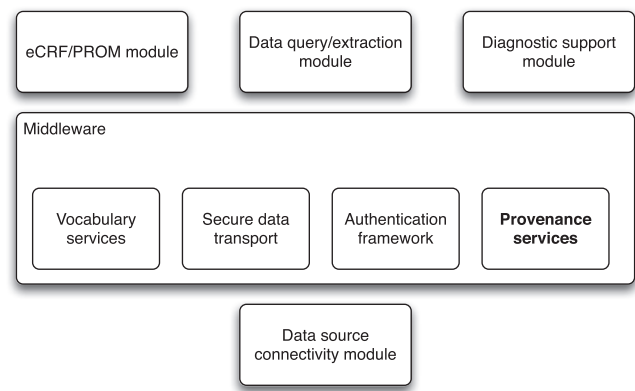 eCRF/PROM module
Data query/extraction
module
Diagnostic support
module
Middleware
Vocabulary
services
Secure data
transport
Authentication
framework
Provenance
services
Data source
connectivity module